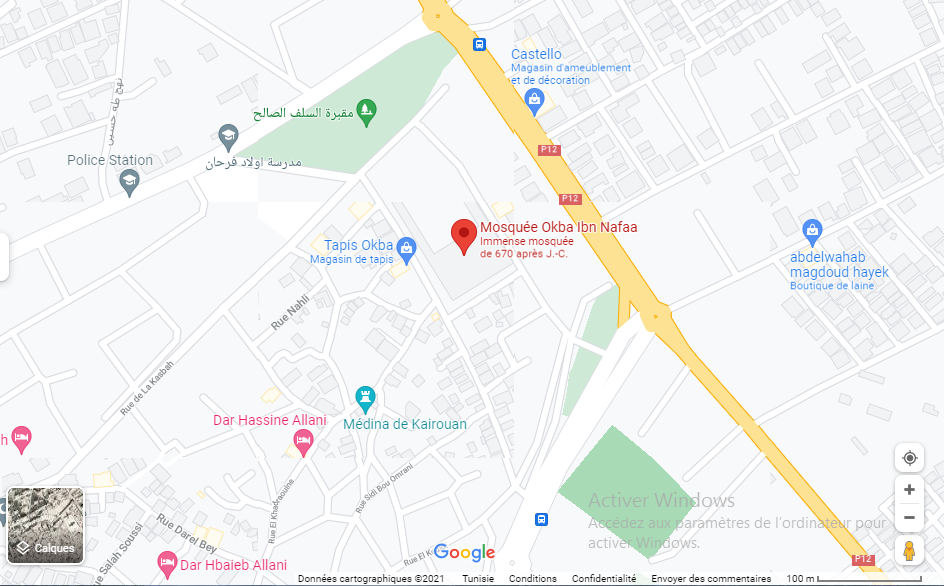 Castello
Magasin d'ameublement
et de décoration
مقبرة السلف الصالح
نهج طه حسين
P12
مدرسة اولاد فرحان
Police Station
P12
Mosquée Okba Ibn Nafaa
Immense mosquée
de 670 après J.-C.
Tapis Okba
Magasin de tapis
abdelwahab
magdoud hayek
Boutique de laine
Rue Nahli
Rue de La Kasbah
Dar Hassine Allani
Médina de Kairouan
h
Rue Sidi Bou Omrani
Rue El Khadraouine
Activer Windows
Accédez aux paramètres de l'ordinateur pour
activer Windows.
Rue Darel Bey
Rue Salah Soussi
Calques
Rue El K
Google
P12
Dar Hbaieb Allani
Données cartographiques ©2021 Tunisie Conditions Confidentialité Envoyer des commentaires 100 m